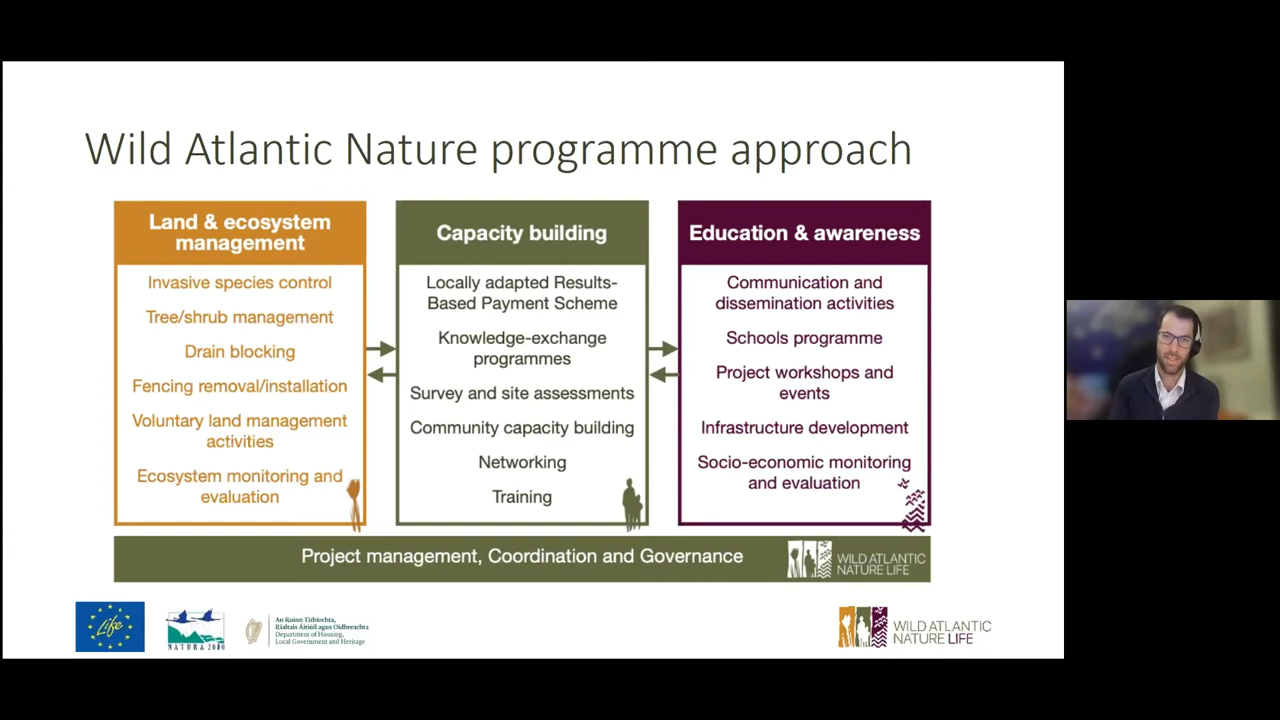 Wild Atlantic Nature programme approach
Land & ecosystem
management
Invasive species control
Tree/shrub management
Drain blocking
Fencing removal/installation
Voluntary land management
activities
Ecosystem monitoring and
evaluation
Capacity building
Locally adapted Results-
Based Payment Scheme
Knowledge-exchange
programmes
Survey and site assessments
Community capacity building
Networking
Training
Education & awareness
Communication and
dissemination activities
Schools programme
Project workshops and
events
Infrastructure development
Socio-economic monitoring
and evaluation
Project management, Coordination and Governance
WILD ATLANTIC
NATURE LIFE
Life
NATURA 2000
An Roinn Tithíochta,
Rialtais Áitiúil agus Oidhreachta
Department of Housing,
Local Government and Heritage
WILD ATLANTIC
NATURE LIFE